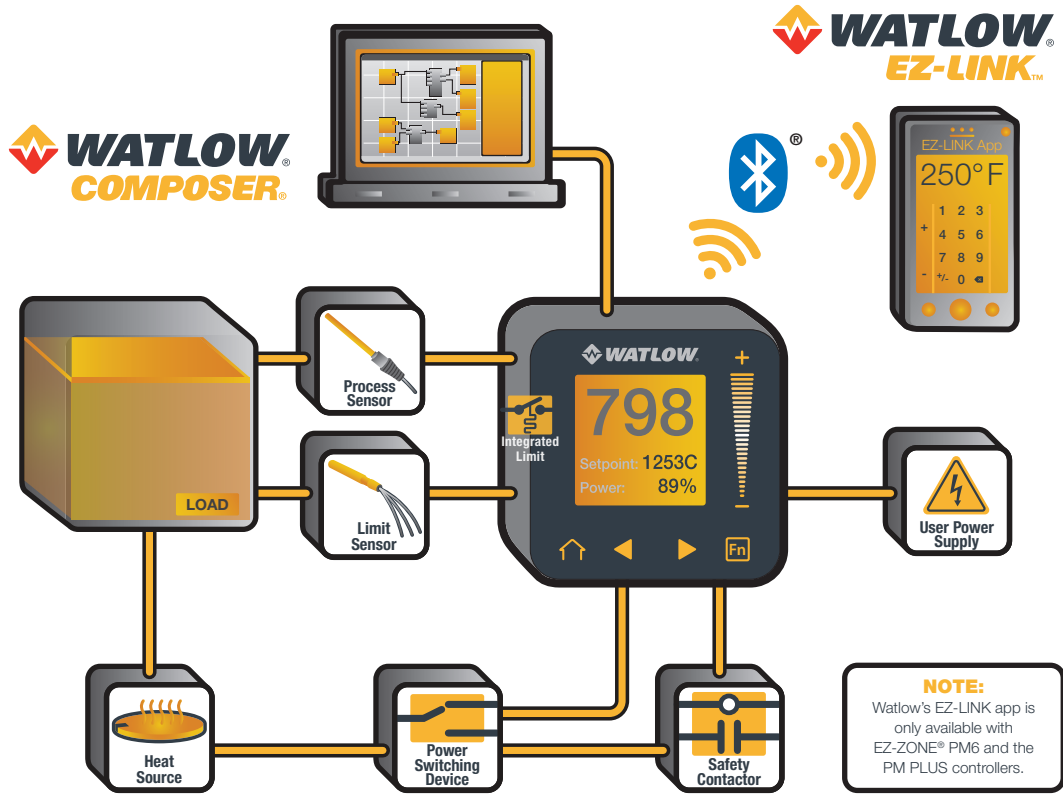 WATLOW®
EZ-LINK™
WATLOW®
COMPOSER®
®
EZ-LINK App
250°F
1 2 3
+ 4 5 6
7 8 9
- +/- 0
Process
Sensor
WATLOW®
+
798
Integrated
Limit
Setpoint: 1253C
Power: 89%
–
Fn
LOAD
Limit
Sensor
User Power
Supply
Heat
Source
Power
Switching
Device
Safety
Contactor
NOTE:
Watlow's EZ-LINK app is
only available with
EZ-ZONE® PM6 and the
PM PLUS controllers.